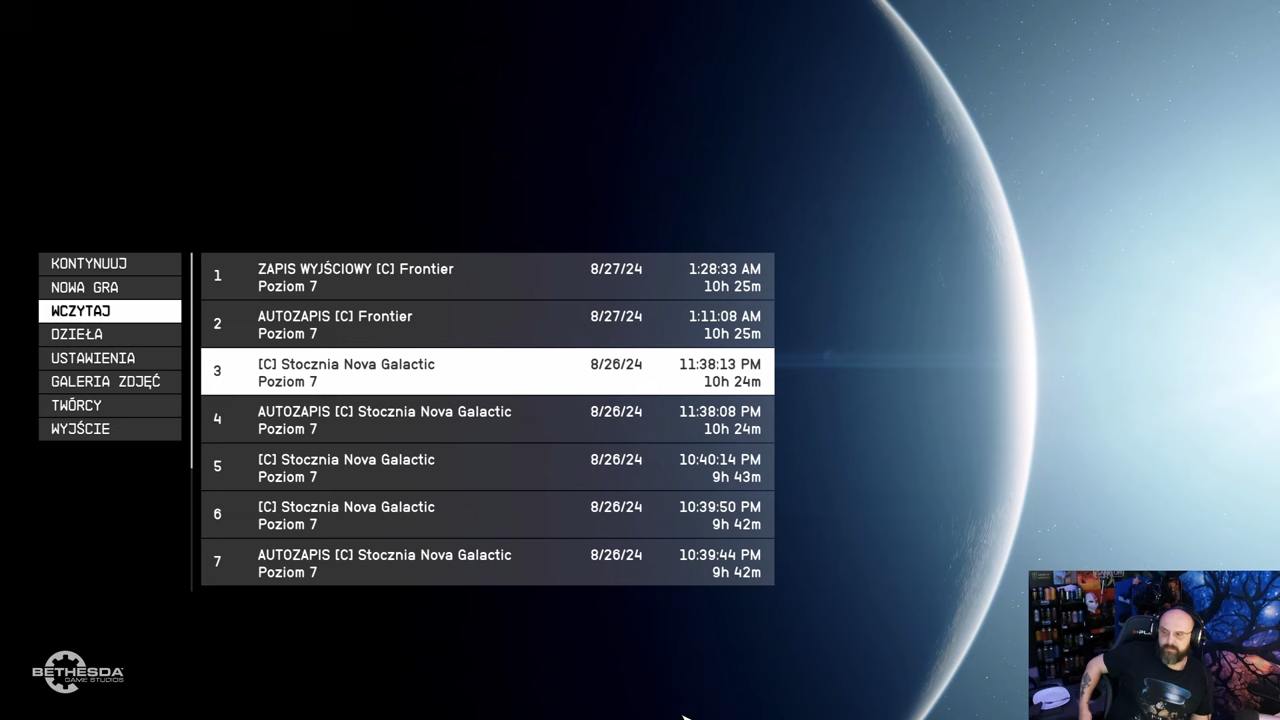 KONTYNUUJ
NOWA GRA
WCZYTAJ
DZIEŁA
USTAWIENIA
GALERIA ZDJĘĆ
TWÓRCY
WYJŚCIE
1 ZAPIS WYJŚCIOWY [C] Frontier 8/27/24 1:28:33 AM
Poziom 7 10h 25m
2 AUTOZAPIS [C] Frontier 8/27/24 1:11:08 AM
Poziom 7 10h 25m
3 [C] Stocznia Nova Galactic 8/26/24 11:38:13 PM
Poziom 7 10h 24m
4 AUTOZAPIS [C] Stocznia Nova Galactic 8/26/24 11:38:08 PM
Poziom 7 10h 24m
5 [C] Stocznia Nova Galactic 8/26/24 10:40:14 PM
Poziom 7 9h 43m
6 [C] Stocznia Nova Galactic 8/26/24 10:39:50 PM
Poziom 7 9h 42m
7 AUTOZAPIS [C] Stocznia Nova Galactic 8/26/24 10:39:44 PM
Poziom 7 9h 42m
BETHESDA
GAME STUDIOS